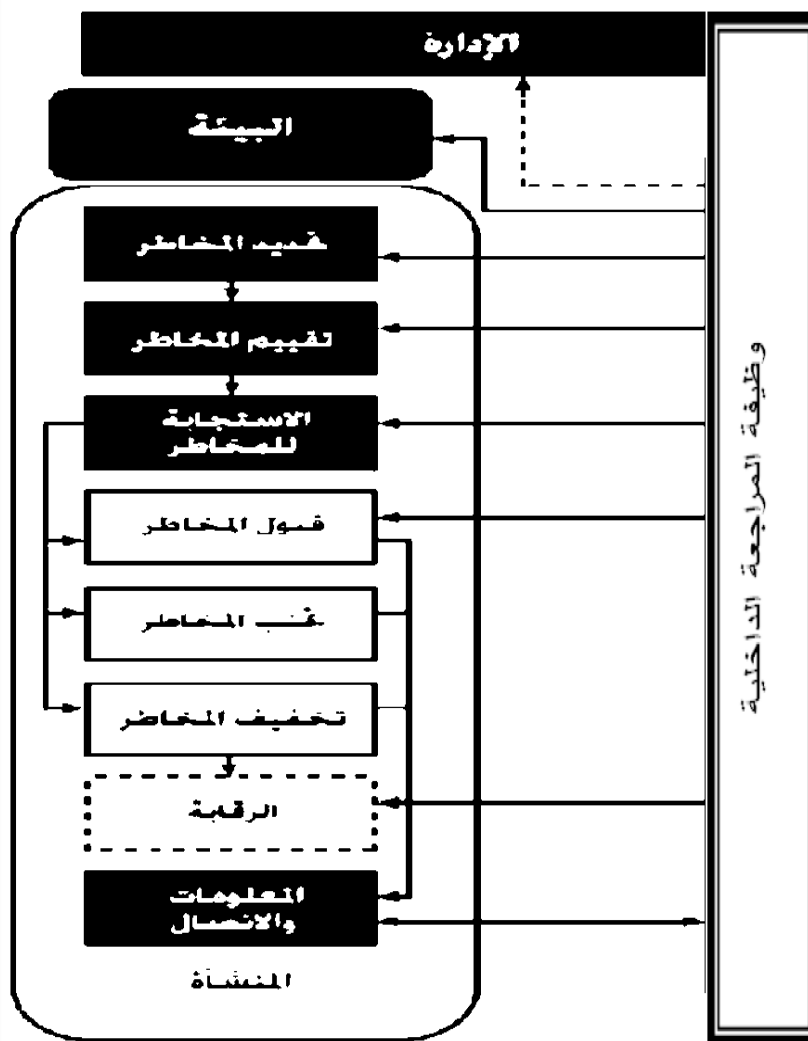 الإدارة
البيئة
تحديد المخاطر
تقييم المخاطر
الاستجابة
للمخاطر
قبول المخاطر
تجنب المخاطر
تخفيف المخاطر
الرقابة
المعلومات
والاتصال
المنشأة
وظيفة المراجعة الداخلية